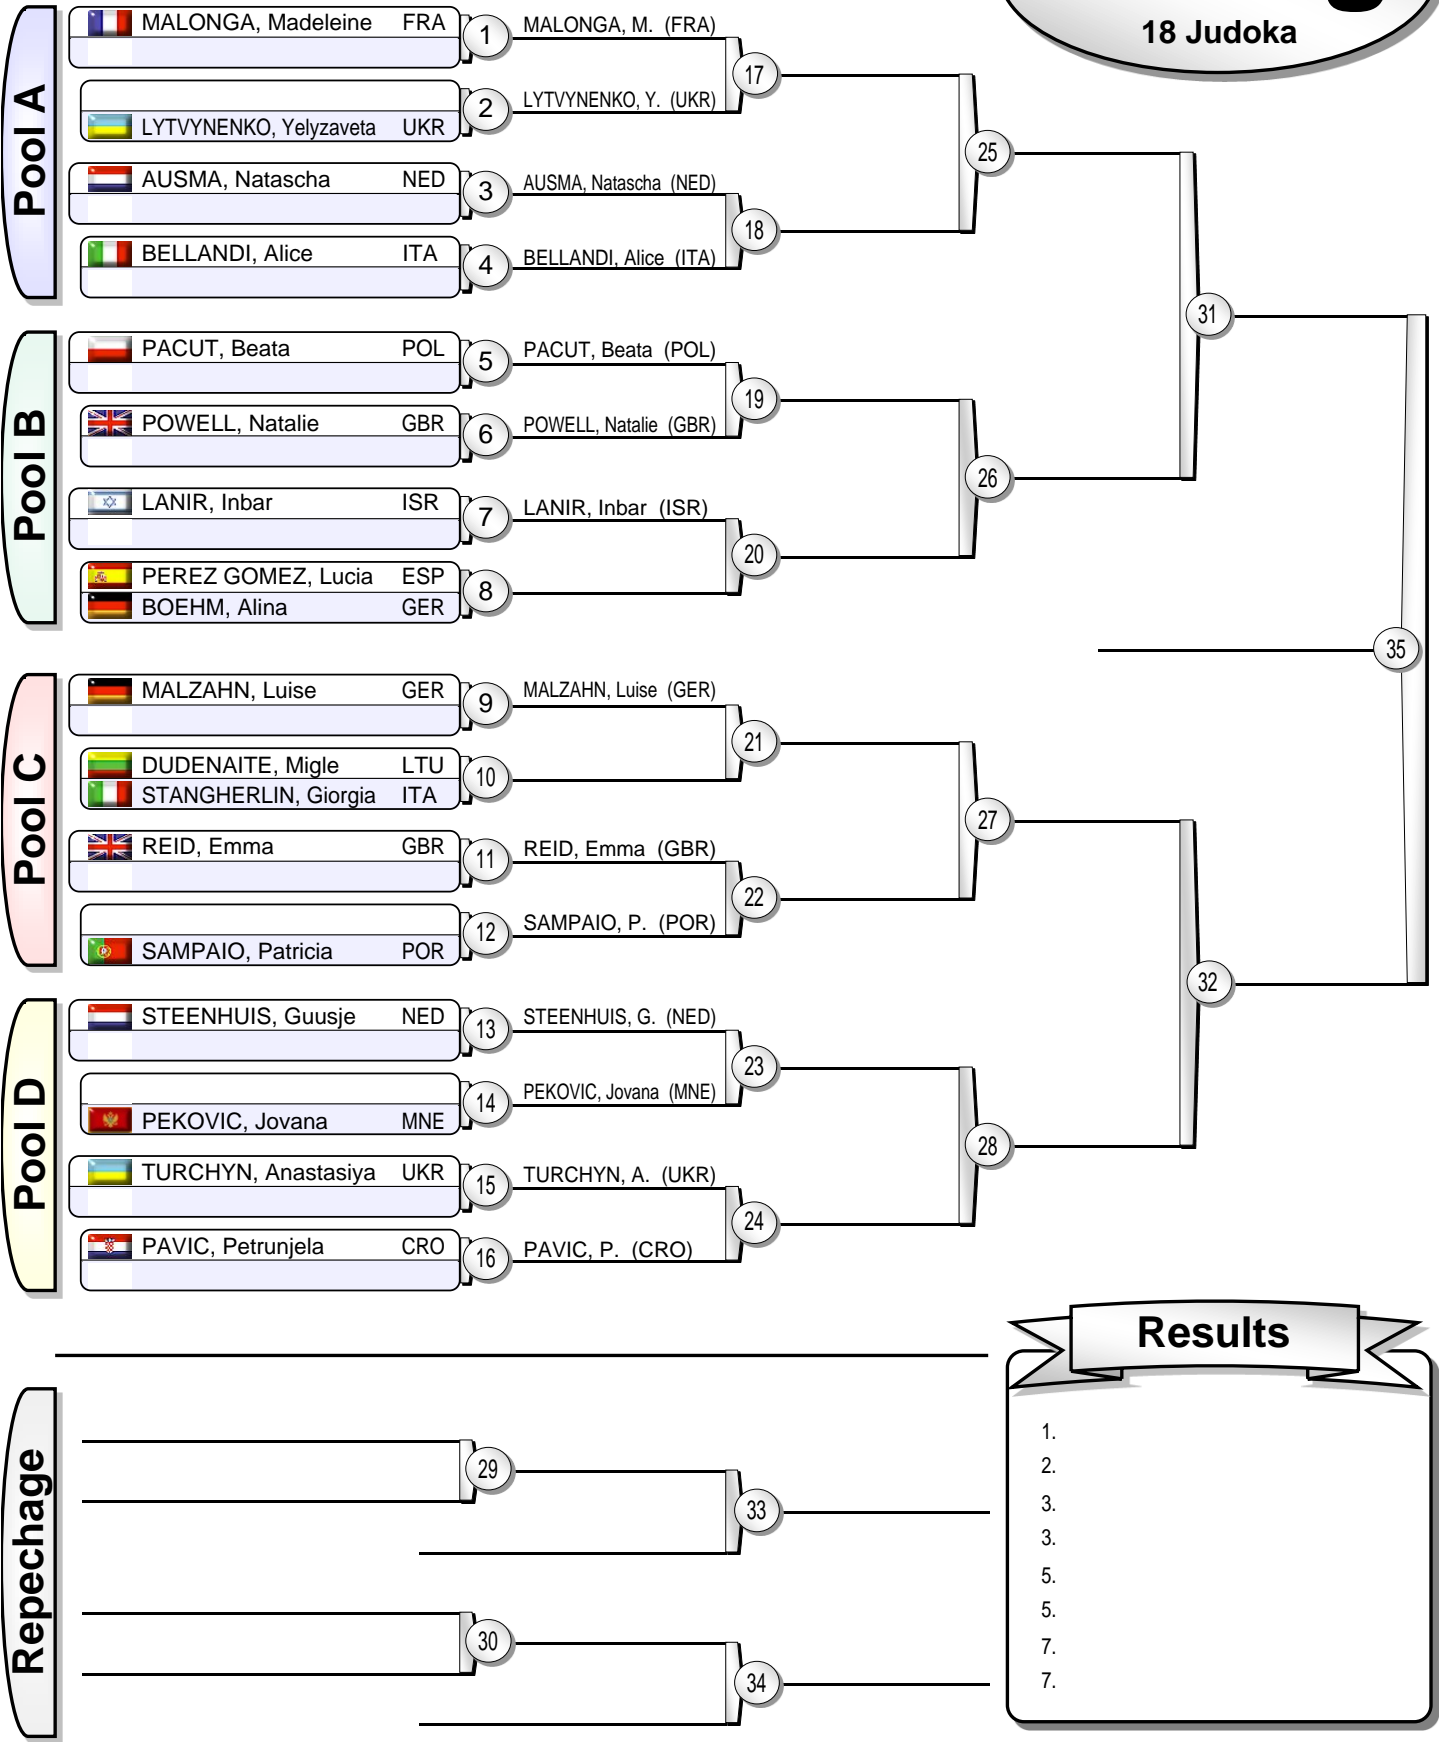 18 Judoka
Pool A
MALONGA, Madeleine FRA
1
MALONGA, M. (FRA)
17
2
LYTVYNENKO, Y. (UKR)
LYTVYNENKO, Yelyzaveta UKR
25
AUSMA, Natascha NED
3
AUSMA, Natascha (NED)
18
BELLANDI, Alice ITA
4
BELLANDI, Alice (ITA)
31
Pool B
PACUT, Beata POL
5
PACUT, Beata (POL)
19
POWELL, Natalie GBR
6
POWELL, Natalie (GBR)
26
LANIR, Inbar ISR
7
LANIR, Inbar (ISR)
20
PEREZ GOMEZ, Lucia ESP
8
BOEHM, Alina GER
35
Pool C
MALZAHN, Luise GER
9
MALZAHN, Luise (GER)
21
DUDENAITE, Migle LTU
10
STANGHERLIN, Giorgia ITA
27
REID, Emma GBR
11
REID, Emma (GBR)
22
12
SAMPAIO, P. (POR)
SAMPAIO, Patricia POR
32
Pool D
STEENHUIS, Guusje NED
13
STEENHUIS, G. (NED)
23
14
PEKOVIC, Jovana (MNE)
PEKOVIC, Jovana MNE
28
TURCHYN, Anastasiya UKR
15
TURCHYN, A. (UKR)
24
PAVIC, Petrunjela CRO
16
PAVIC, P. (CRO)
Repechage
29
33
30
34
Results
1.
2.
3.
3.
5.
5.
7.
7.